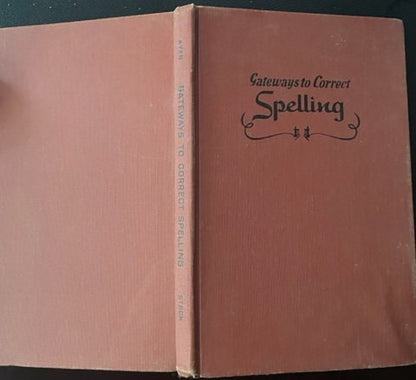 AYER
GATEWAYS TO CORRECT SPELLING
STECK
Gateways to Correct
Spelling